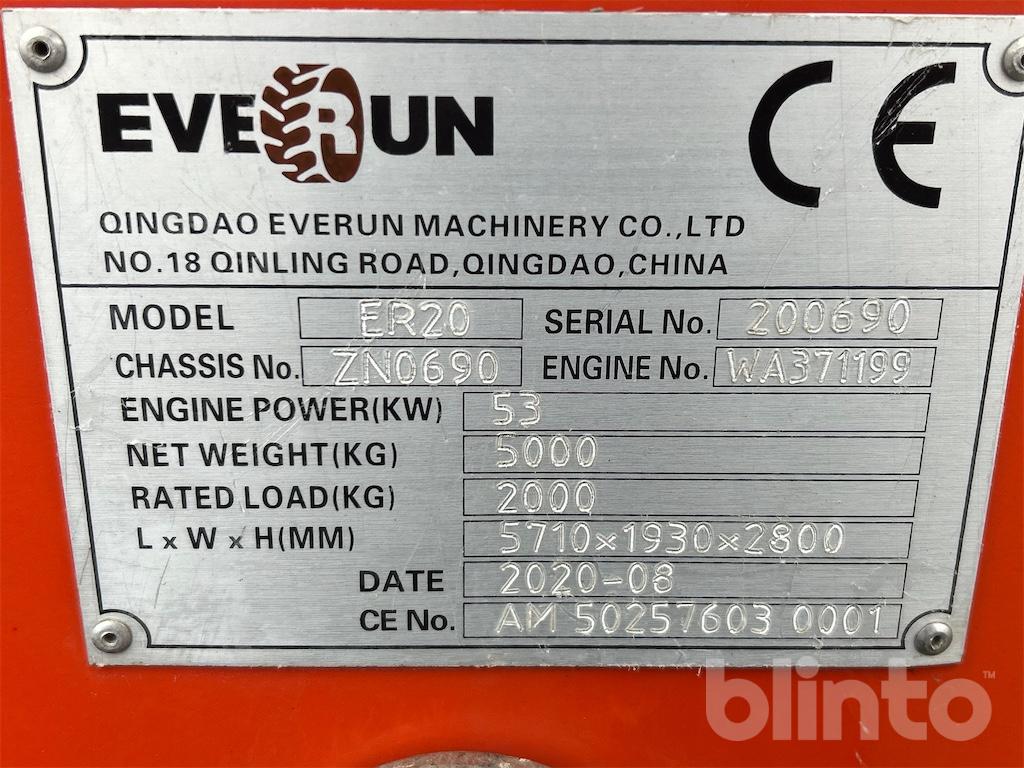 EVERUN
CE
QINGDAO EVERUN MACHINERY CO.,LTD
NO.18 QINLING ROAD,QINGDAO,CHINA
MODEL ER20 SERIAL No. 200690
CHASSIS No. ZN0690 ENGINE No. WA371199
ENGINE POWER(KW) 53
NET WEIGHT(KG) 5000
RATED LOAD(KG) 2000
L x W x H(MM) 5710×1930×2800
DATE 2020-08
CE No. AM 50257603 0001
blinto™